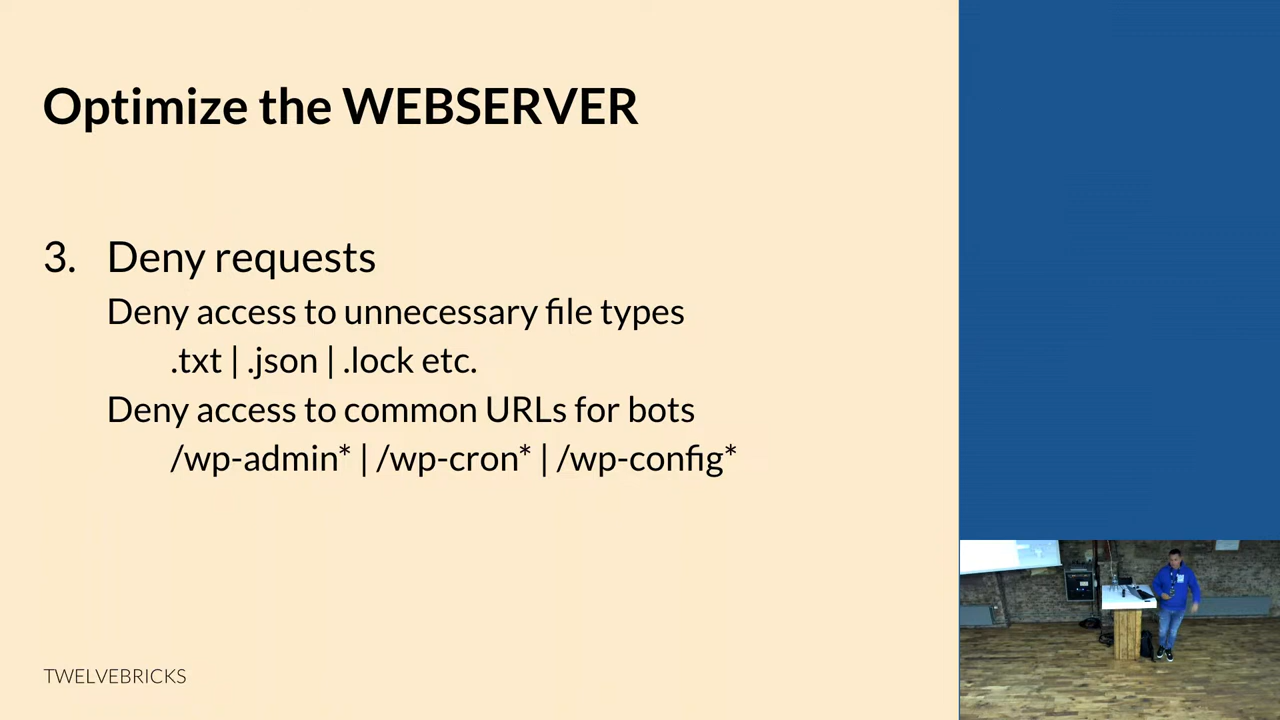 Optimize the WEBSERVER
3. Deny requests
Deny access to unnecessary file types
.txt | .json | .lock etc.
Deny access to common URLs for bots
/wp-admin* | /wp-cron* | /wp-config*
TWELVEBRICKS